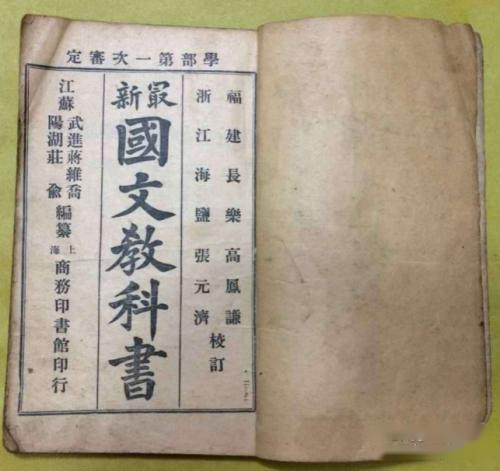 學部第一次審定
福建長樂高鳳謙
浙江海鹽張元濟
校訂
最新
國文教科書
江蘇
武進蔣維喬
陽湖莊俞
編纂
上海
商務印書館印行